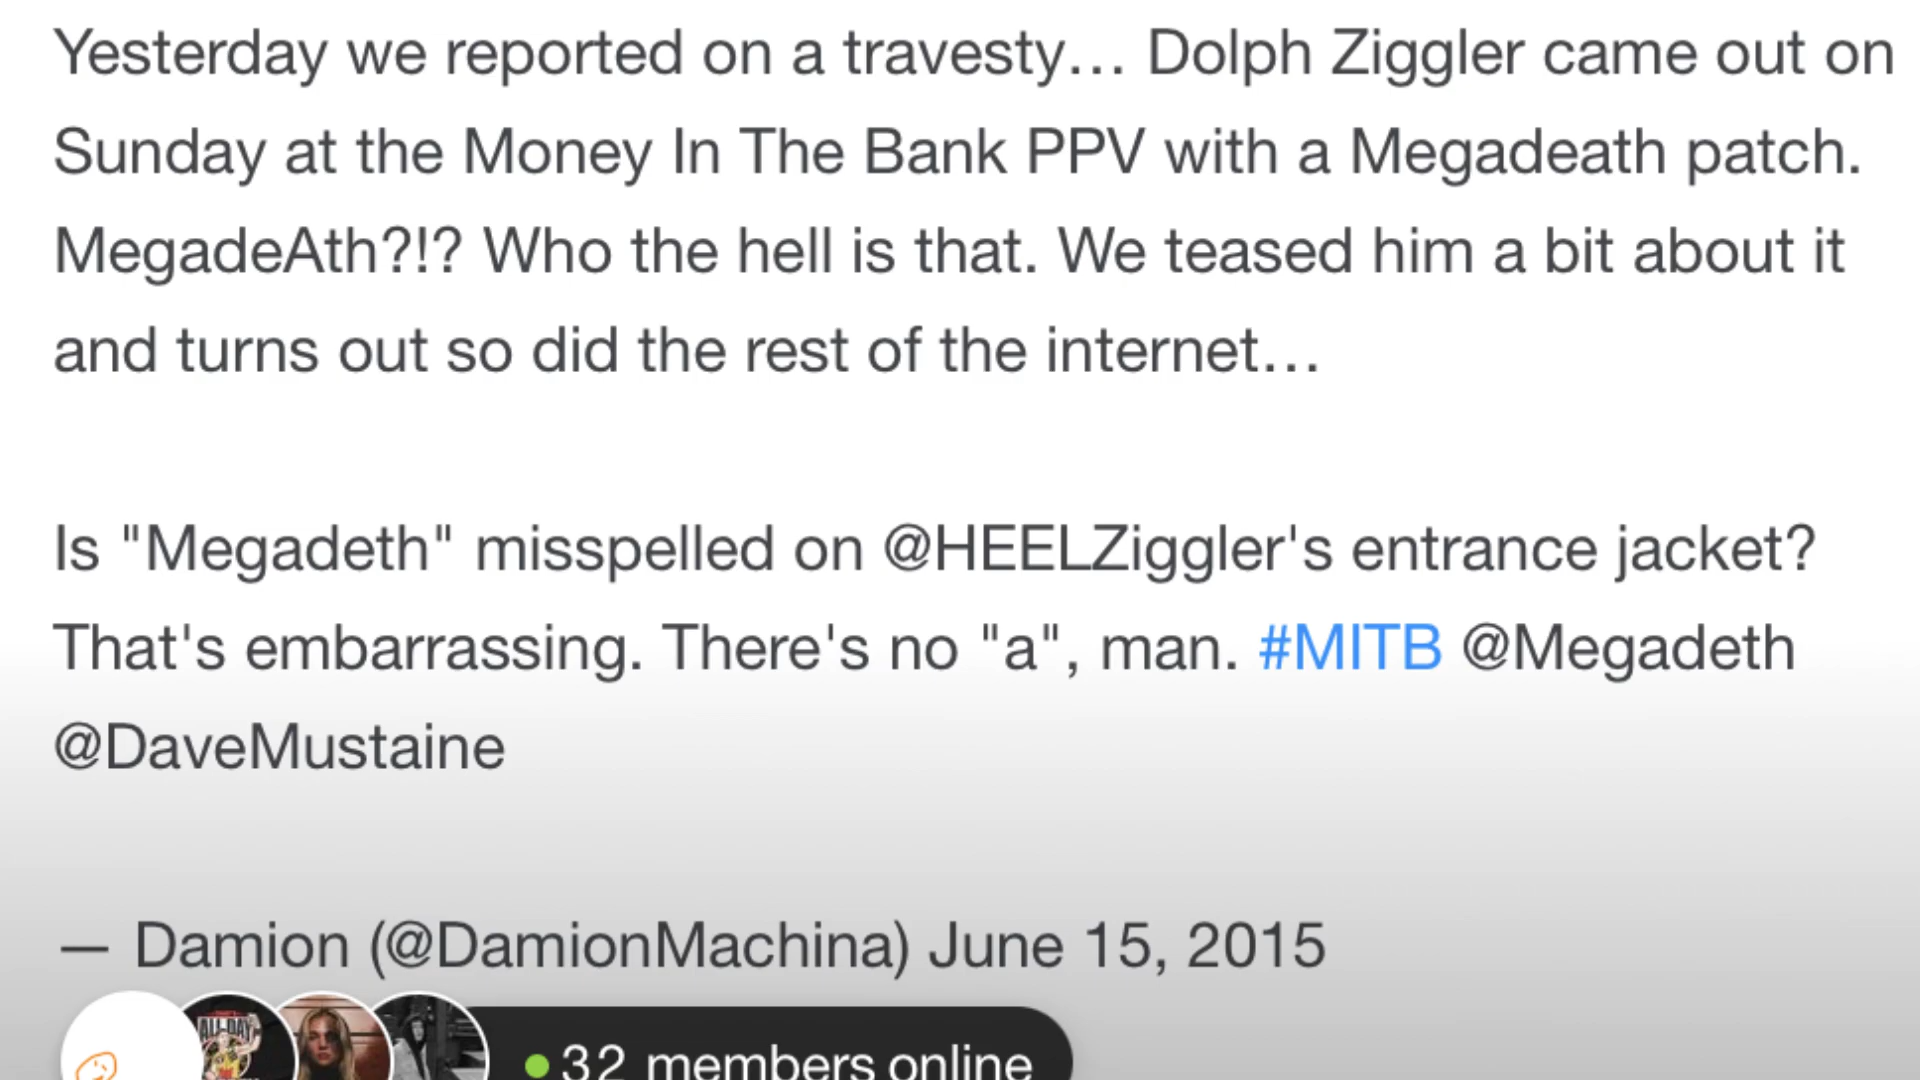 Yesterday we reported on a travesty… Dolph Ziggler came out on
Sunday at the Money In The Bank PPV with a Megadeath patch.
MegadeAth?!? Who the hell is that. We teased him a bit about it
and turns out so did the rest of the internet…
Is "Megadeth" misspelled on @HEELZiggler's entrance jacket?
That's embarrassing. There's no "a", man. #MITB @Megadeth
@DaveMustaine
— Damion (@DamionMachina) June 15, 2015
ALL DAY
32 members online